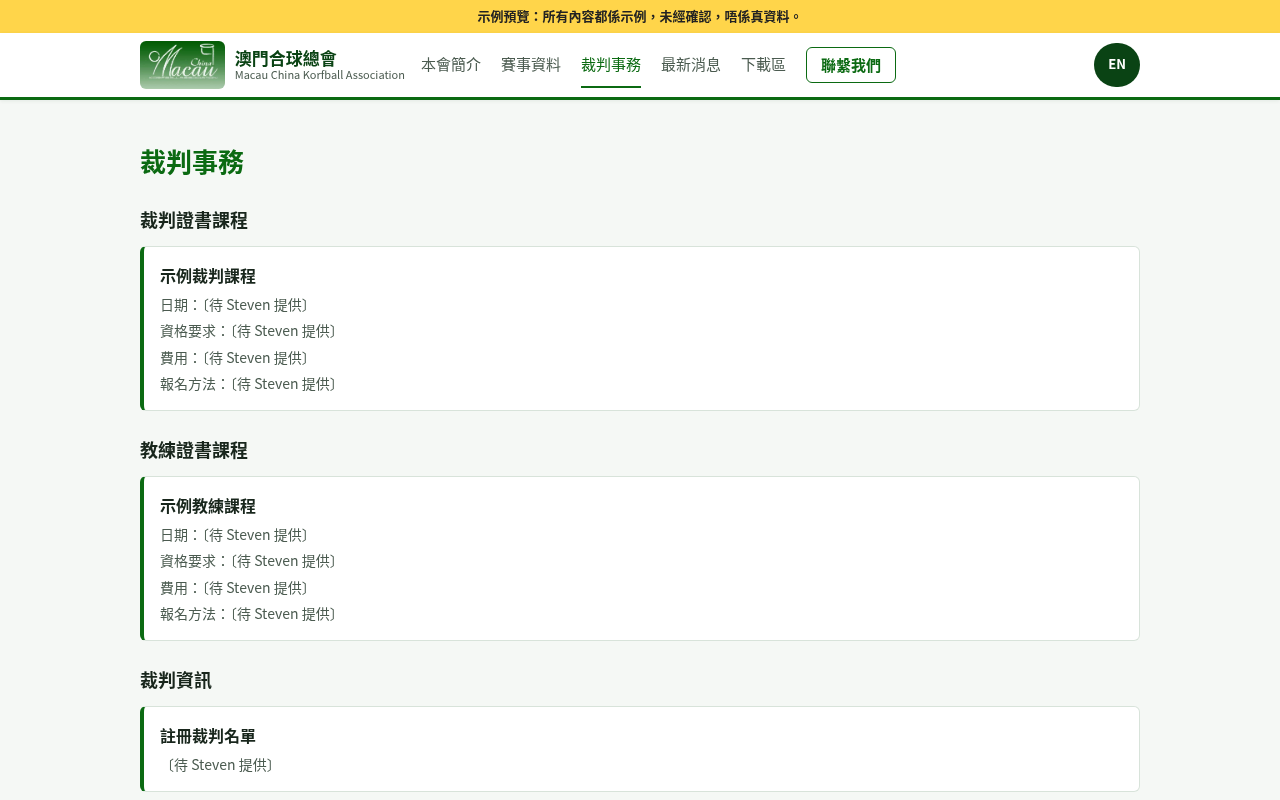 示例預覽：所有內容都係示例，未經確認，唔係真資料。
Macau
China
澳門合球總會
Macau China Korfball Association
本會簡介
賽事資料
裁判事務
最新消息
下載區
聯繫我們
EN
裁判事務
裁判證書課程
示例裁判課程
日期：〔待 Steven 提供〕
資格要求：〔待 Steven 提供〕
費用：〔待 Steven 提供〕
報名方法：〔待 Steven 提供〕
教練證書課程
示例教練課程
日期：〔待 Steven 提供〕
資格要求：〔待 Steven 提供〕
費用：〔待 Steven 提供〕
報名方法：〔待 Steven 提供〕
裁判資訊
註冊裁判名單
〔待 Steven 提供〕